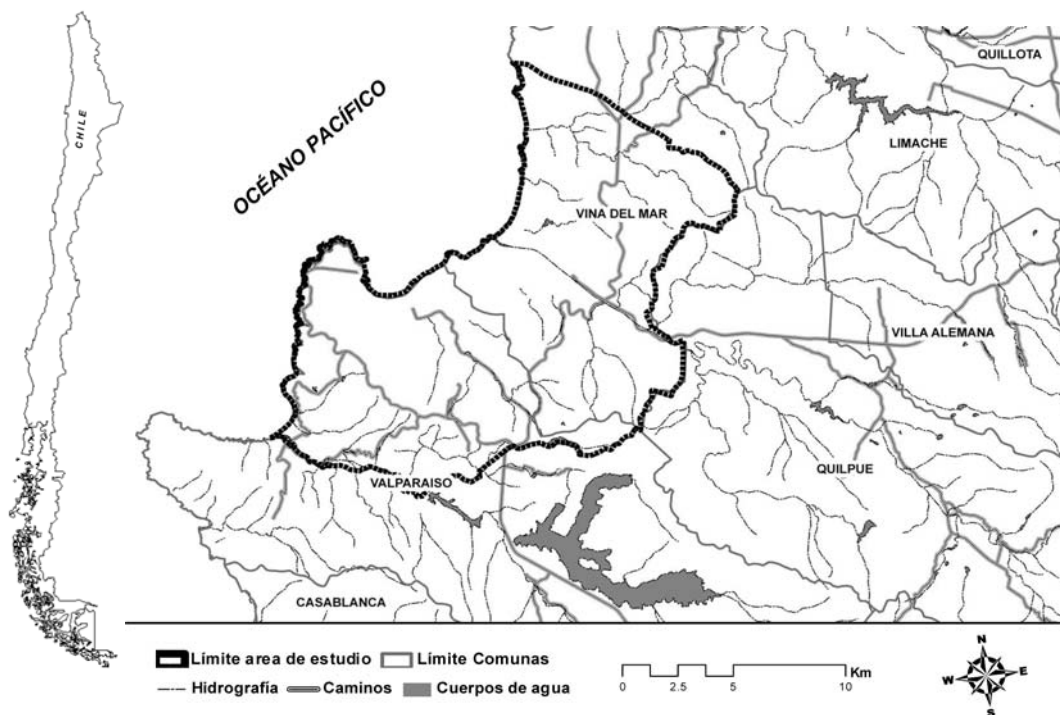 CHILE
OCÉANO PACÍFICO
QUILLOTA
LIMACHE
VINA DEL MAR
VILLA ALEMANA
QUILPUE
VALPARAISO
CASABLANCA
Límite area de estudio
Límite Comunas
Hidrografía
Caminos
Cuerpos de agua
Km
0 2.5 5 10
N
W E
S